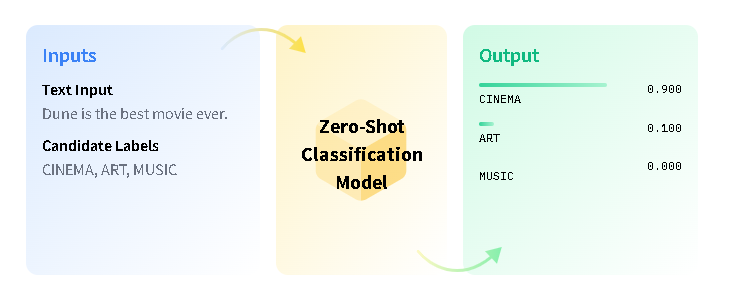 Inputs
Text Input
Dune is the best movie ever.
Candidate Labels
CINEMA, ART, MUSIC
Zero-Shot
Classification
Model
Output
CINEMA 0.900
ART 0.100
MUSIC 0.000